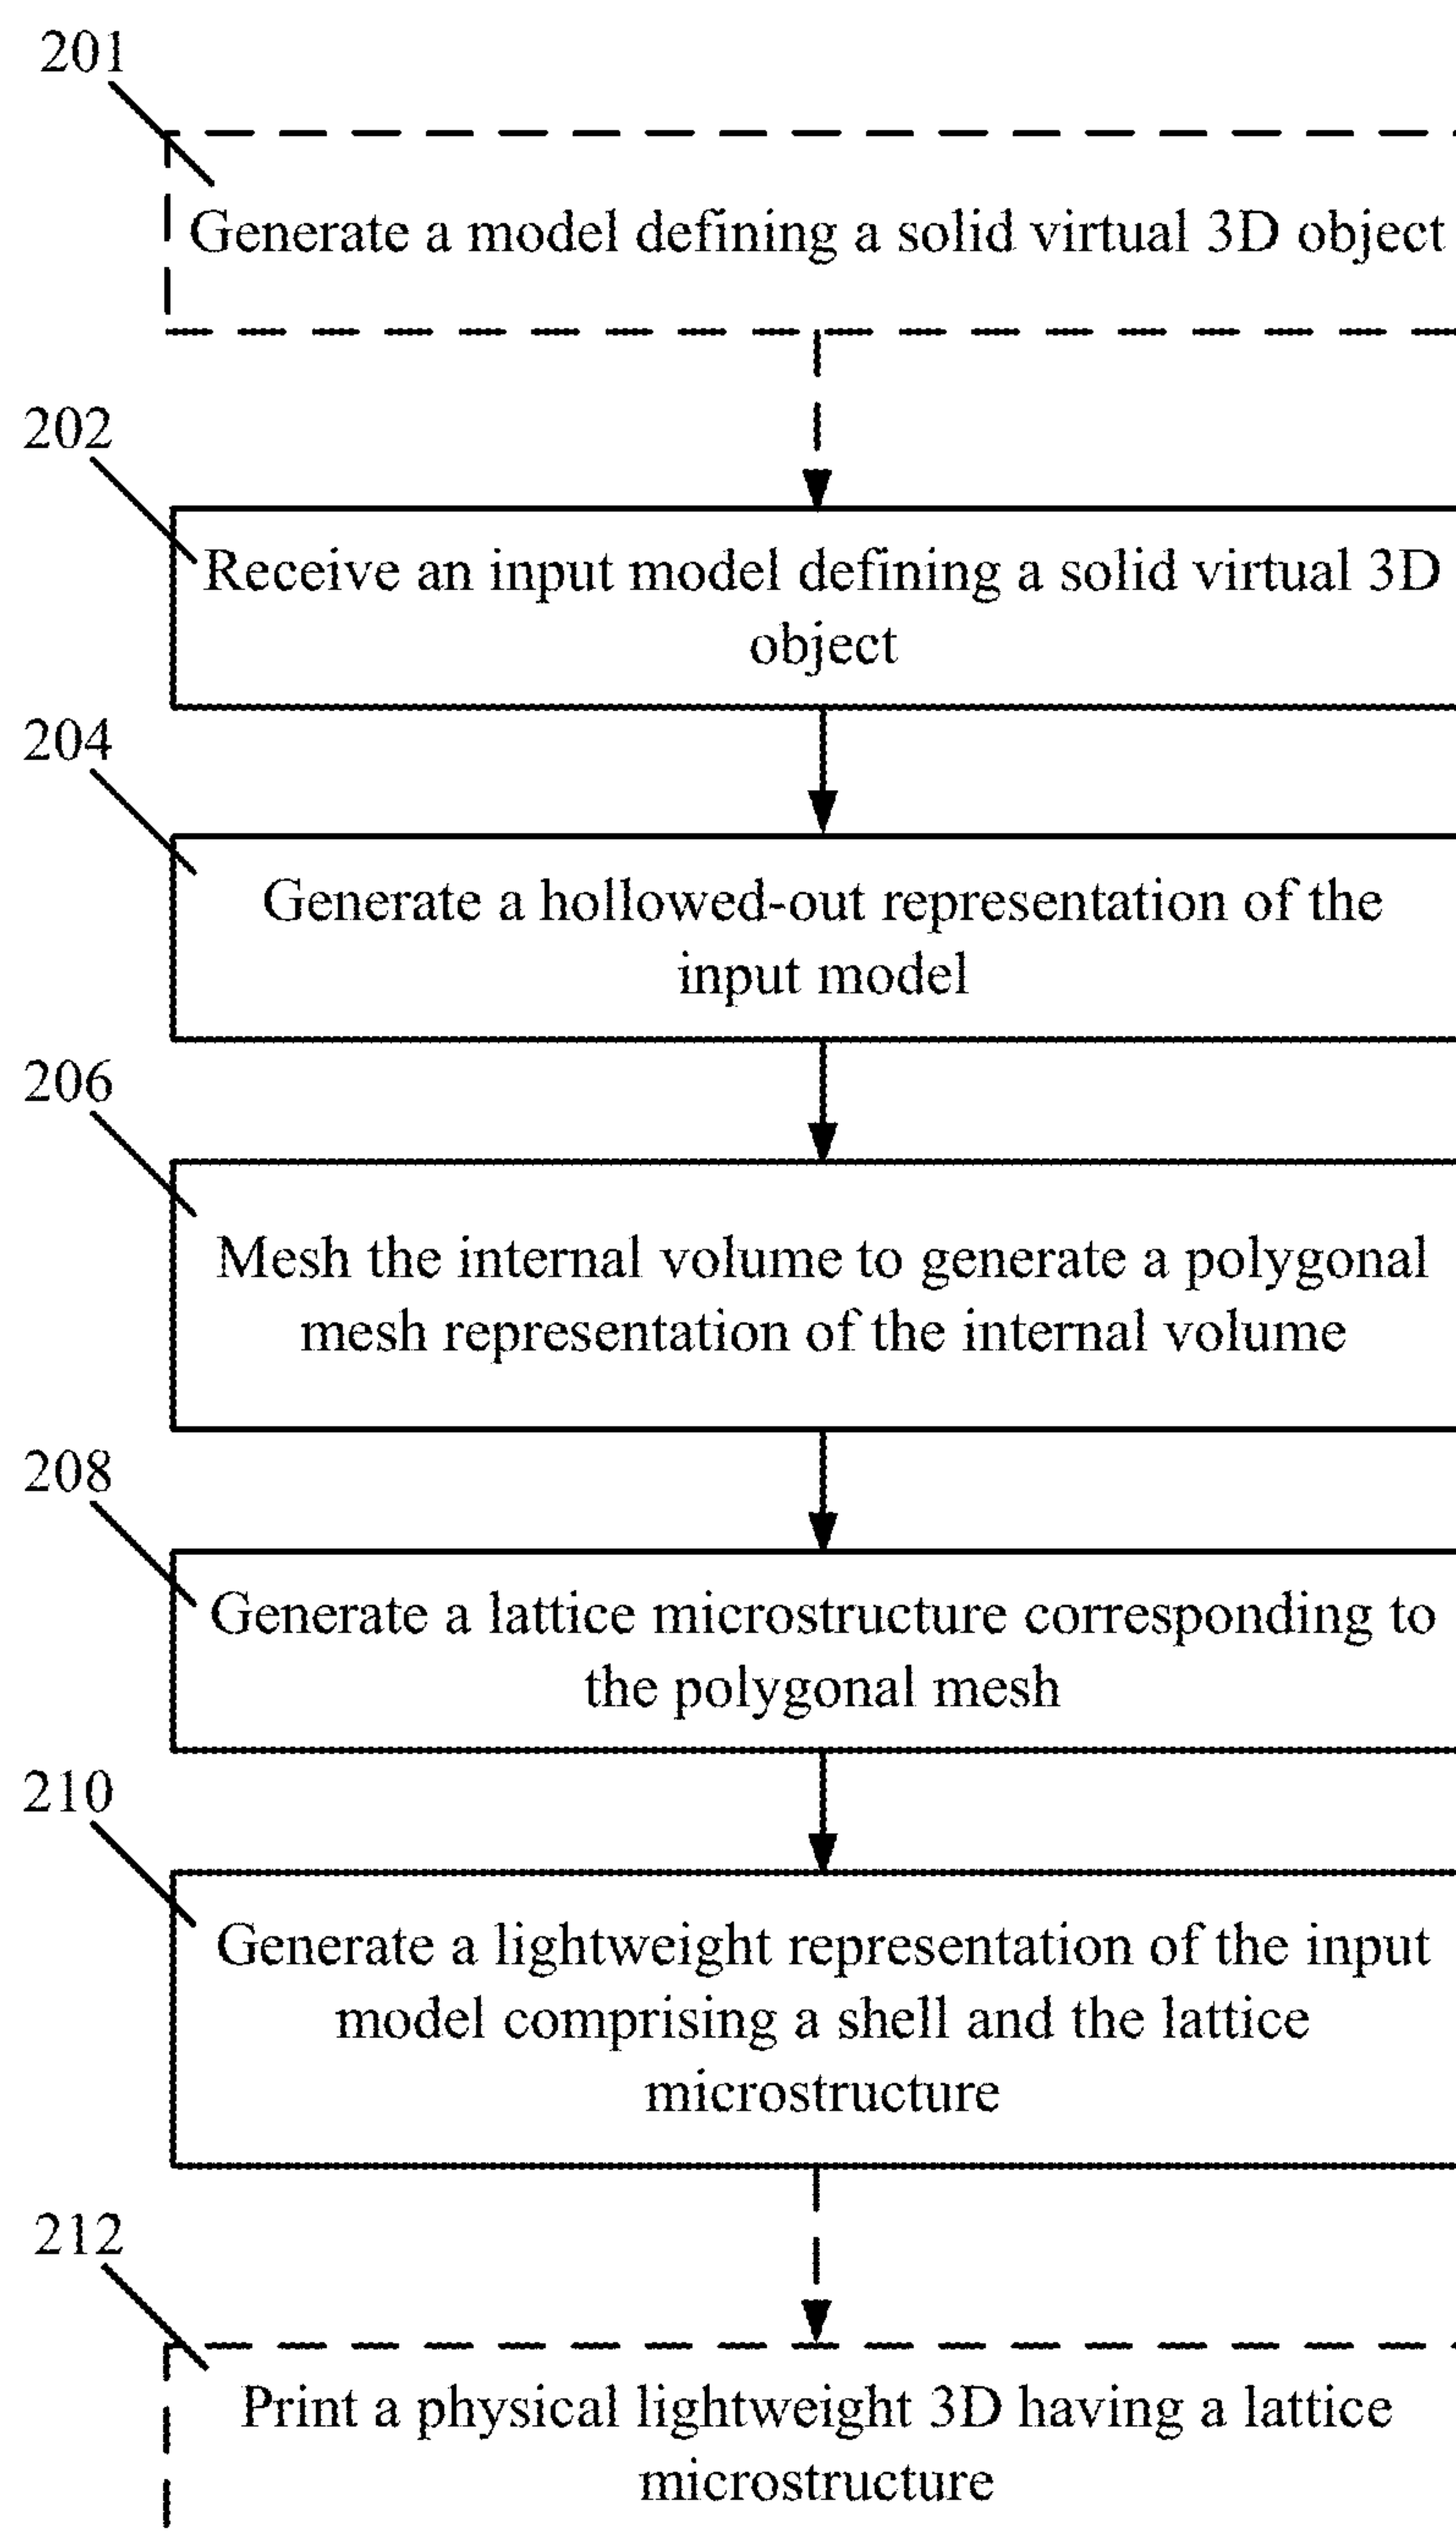 201
Generate a model defining a solid virtual 3D object
202
Receive an input model defining a solid virtual 3D
object
204
Generate a hollowed-out representation of the
input model
206
Mesh the internal volume to generate a polygonal
mesh representation of the internal volume
208
Generate a lattice microstructure corresponding to
the polygonal mesh
210
Generate a lightweight representation of the input
model comprising a shell and the lattice
microstructure
212
Print a physical lightweight 3D having a lattice
microstructure